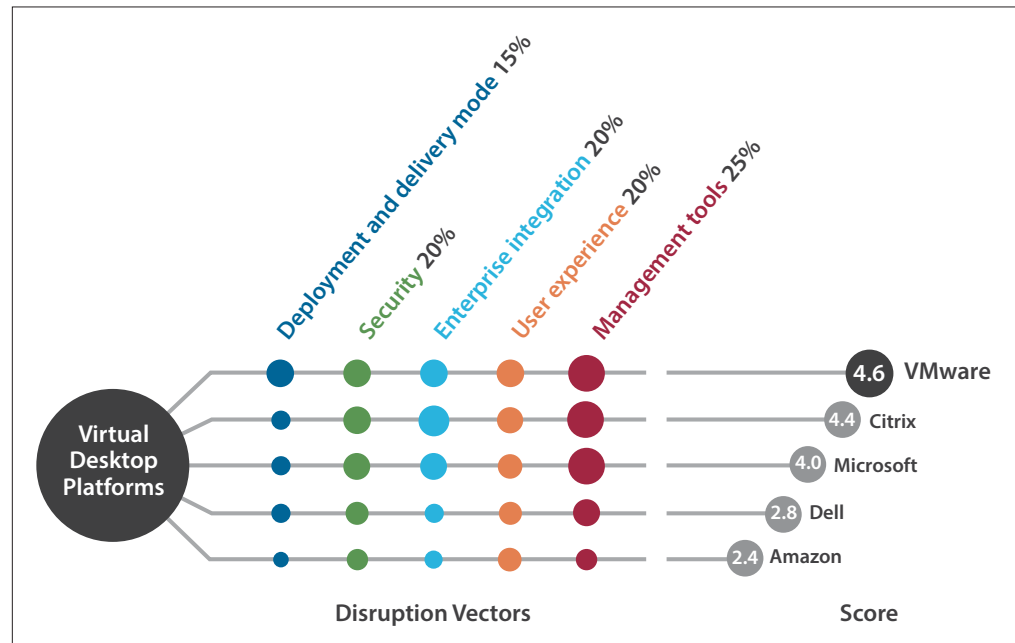 Deployment and delivery mode 15%
Security 20%
Enterprise integration 20%
User experience 20%
Management tools 25%
Virtual
Desktop
Platforms
4.6 VMware
4.4 Citrix
4.0 Microsoft
2.8 Dell
2.4 Amazon
Disruption Vectors
Score